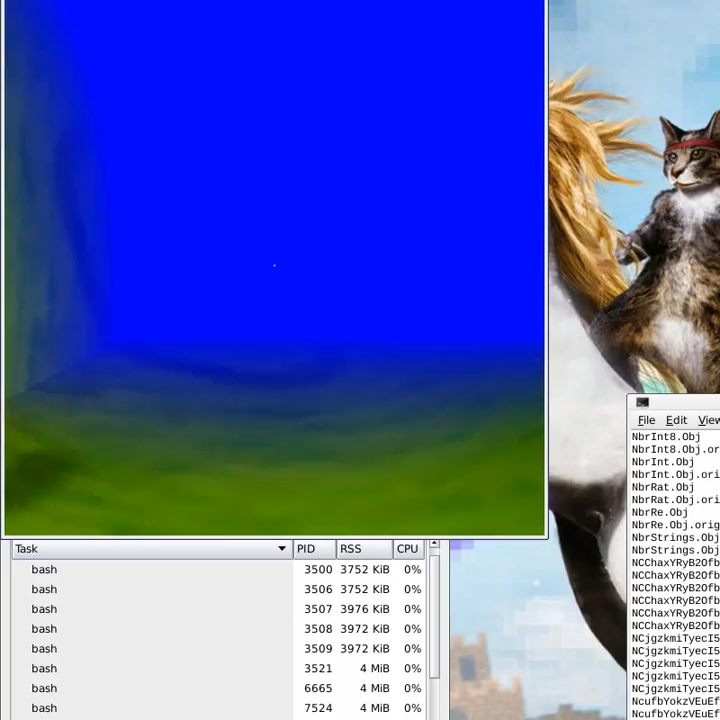 File Edit View
NbrInt8.Obj
NbrInt8.Obj.or
NbrInt.Obj
NbrInt.Obj.ori
NbrRat.Obj
NbrRat.Obj.ori
NbrRe.Obj
NbrRe.Obj.orig
NbrStrings.Obj
NbrStrings.Obj
NCChaxYRyB2Ofb
NCChaxYRyB2Ofb
NCChaxYRyB2Ofb
NCChaxYRyB2Ofb
NCChaxYRyB2Ofb
NCChaxYRyB2Ofb
NCjgzkmiTyecI5
NCjgzkmiTyecI5
NCjgzkmiTyecI5
NCjgzkmiTyecI5
NCjgzkmiTyecI5
NcufbYokzVEuEf
NcufbYokzVEuEf
Task PID RSS CPU
bash 3500 3752 KiB 0%
bash 3506 3752 KiB 0%
bash 3507 3976 KiB 0%
bash 3508 3972 KiB 0%
bash 3509 3972 KiB 0%
bash 3521 4 MiB 0%
bash 6665 4 MiB 0%
bash 7524 4 MiB 0%